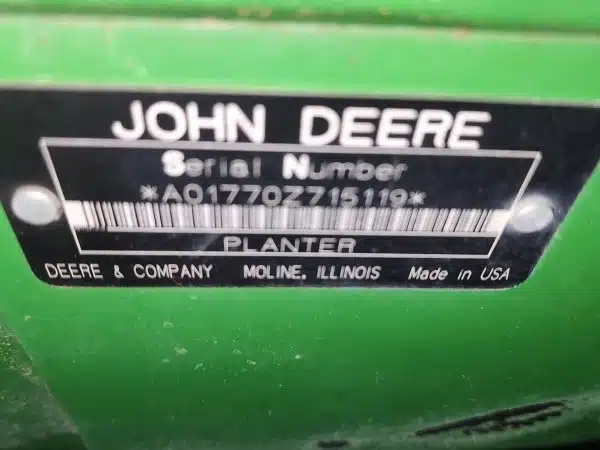 JOHN DEERE
Serial Number
*A01770Z715119*
PLANTER
DEERE & COMPANY MOLINE, ILLINOIS Made in USA